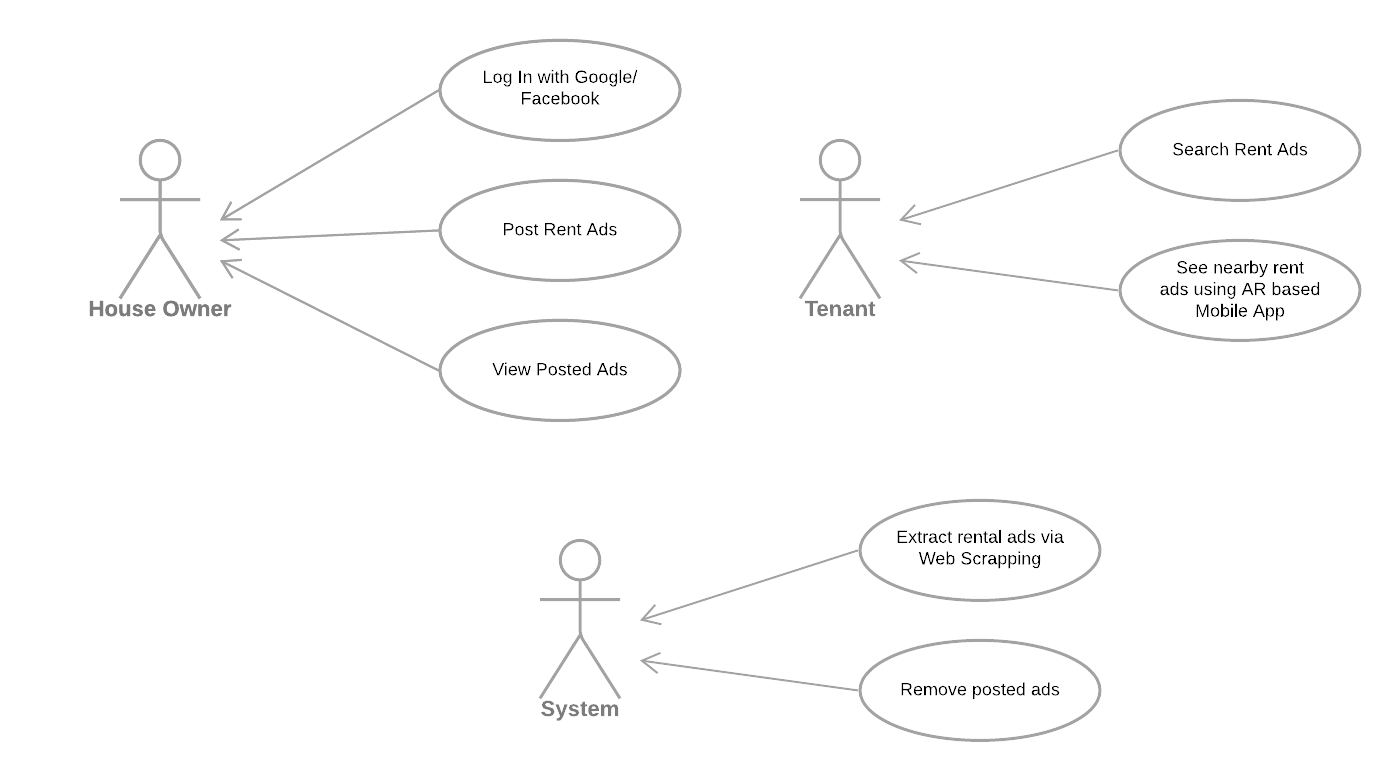 Log In with Google/
Facebook
Post Rent Ads
View Posted Ads
House Owner
Search Rent Ads
See nearby rent
ads using AR based
Mobile App
Tenant
Extract rental ads via
Web Scrapping
Remove posted ads
System